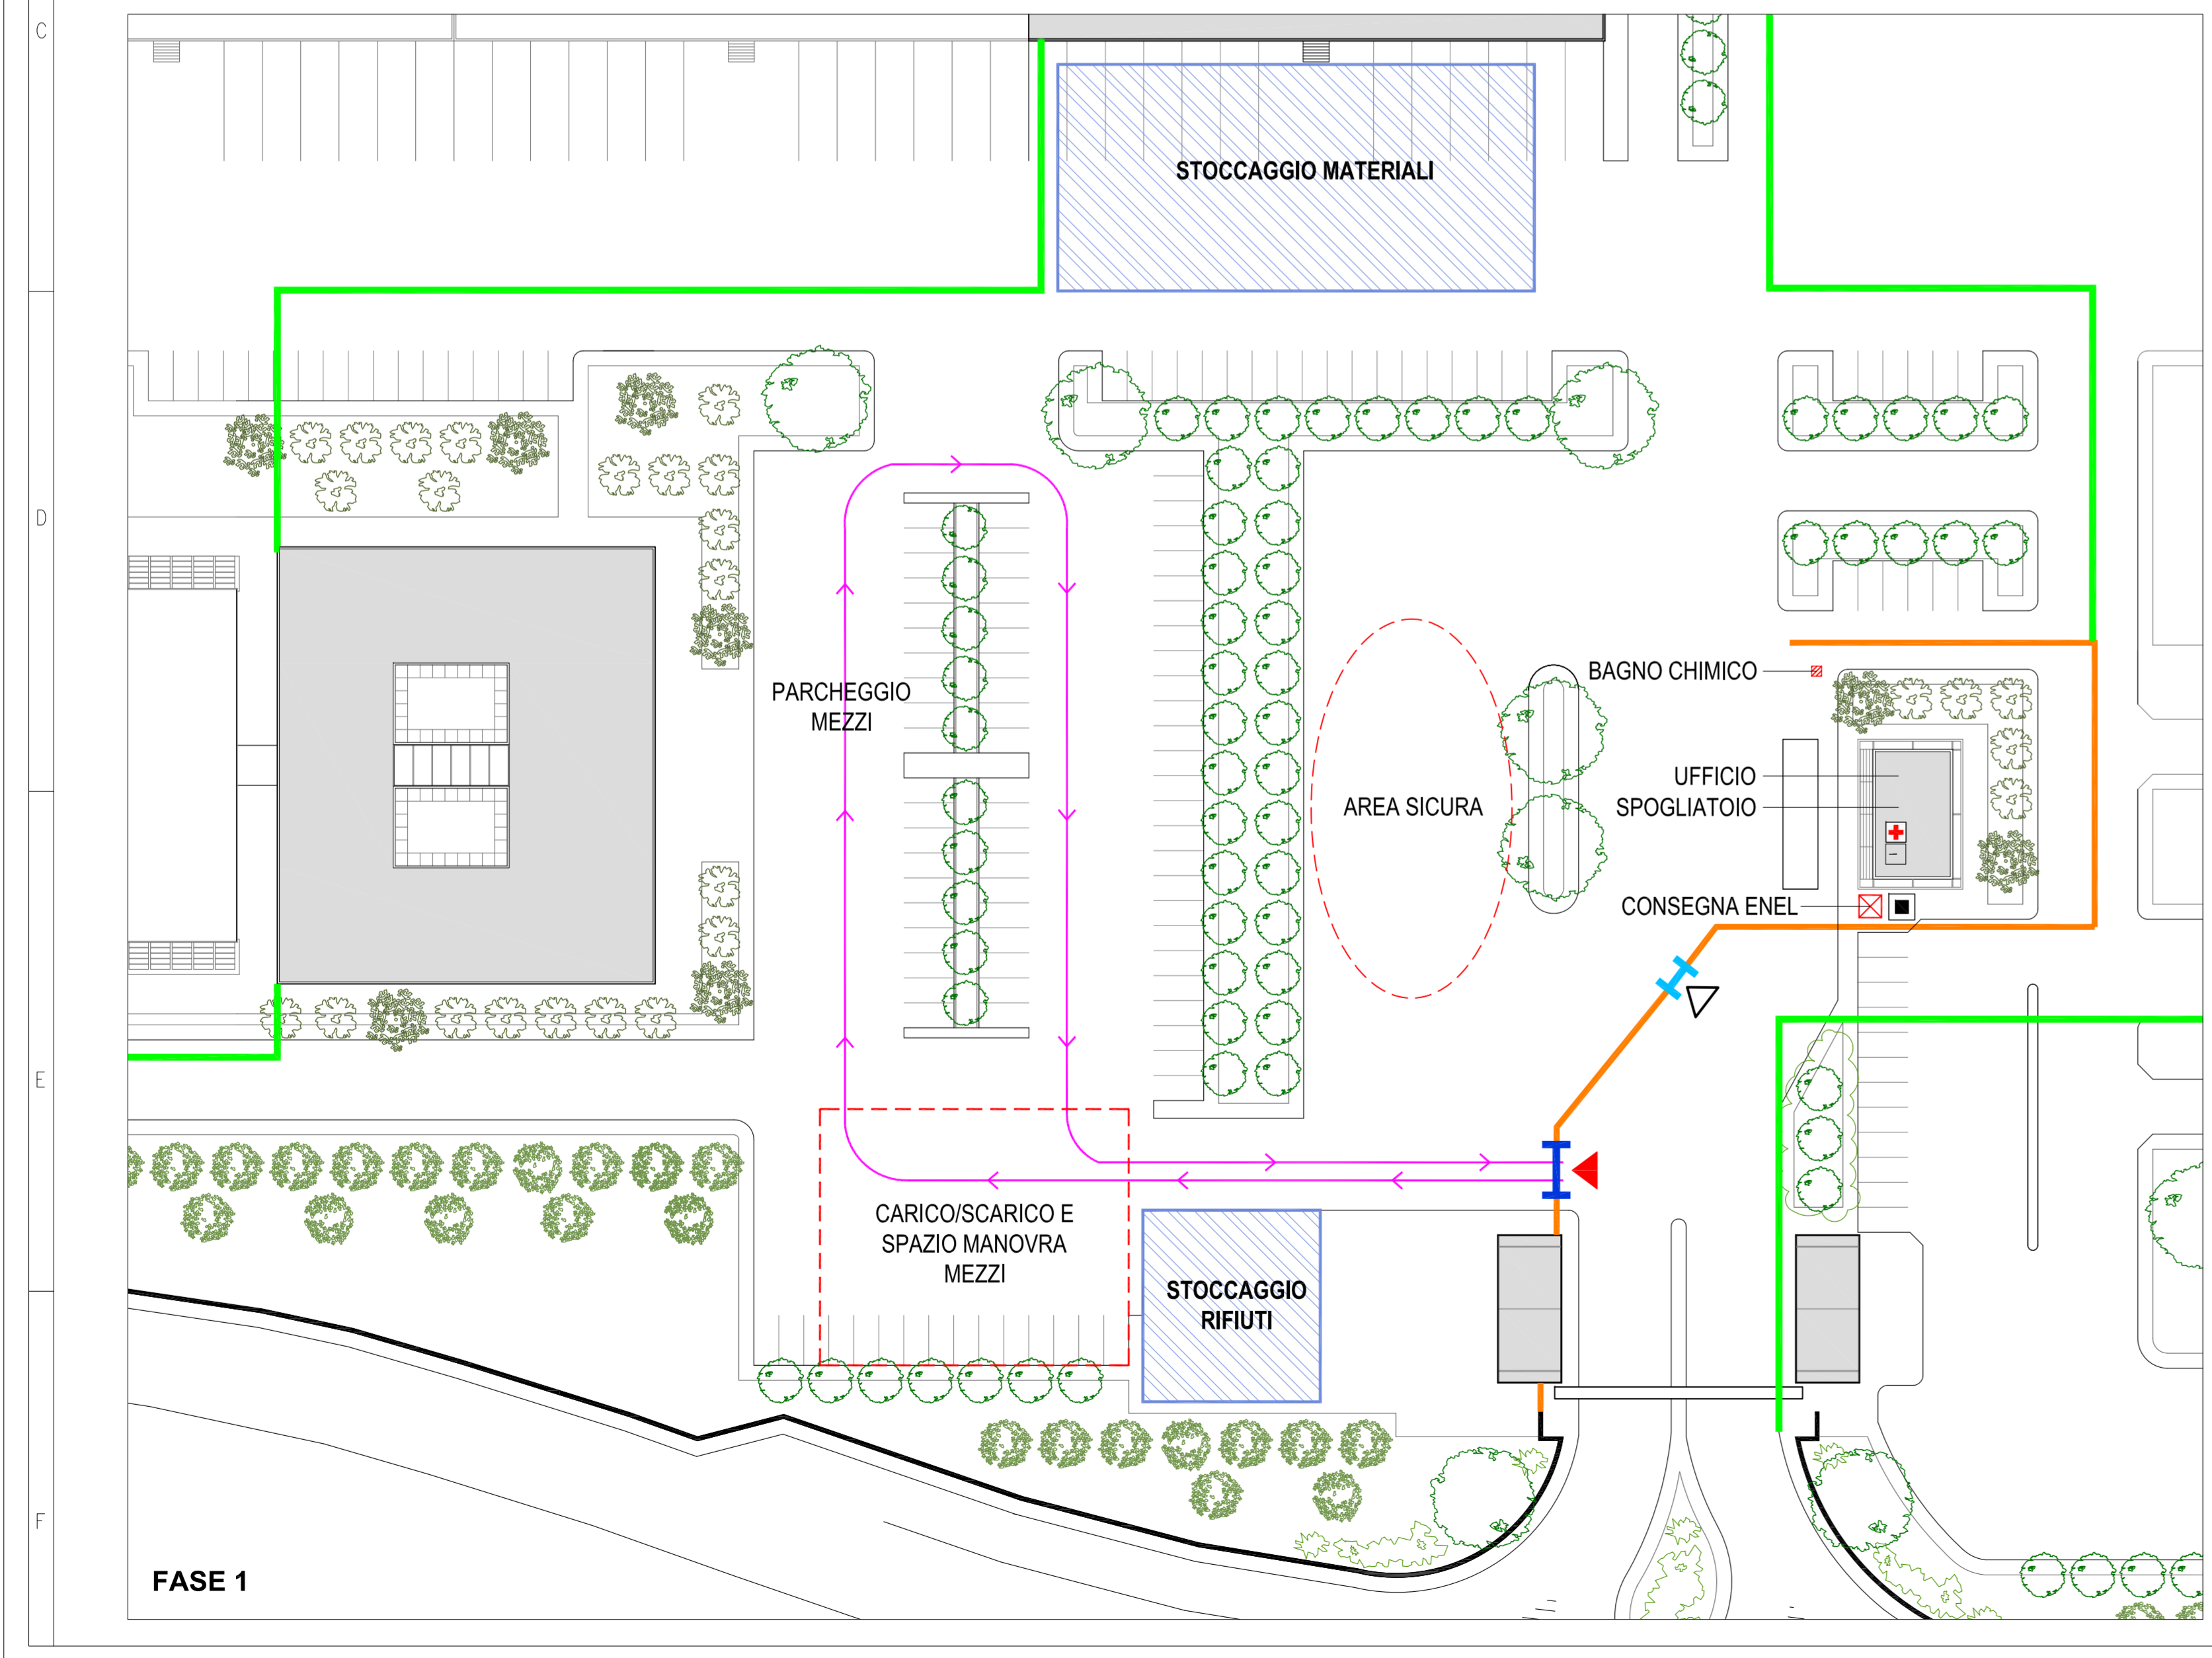 C
STOCCAGGIO MATERIALI
D
BAGNO CHIMICO
PARCHEGGIO
MEZZI
UFFICIO
SPOGLIATOIO
AREA SICURA
CONSEGNA ENEL
E
CARICO/SCARICO E
SPAZIO MANOVRA
MEZZI
STOCCAGGIO
RIFIUTI
F
FASE 1